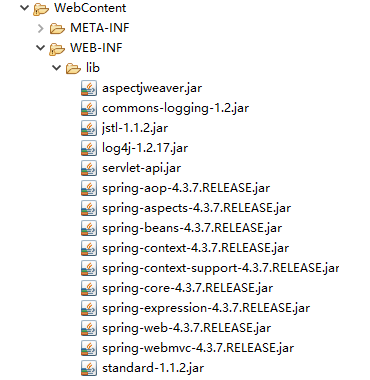 WebContent
META-INF
WEB-INF
lib
aspectjweaver.jar
commons-logging-1.2.jar
jstl-1.1.2.jar
log4j-1.2.17.jar
servlet-api.jar
spring-aop-4.3.7.RELEASE.jar
spring-aspects-4.3.7.RELEASE.jar
spring-beans-4.3.7.RELEASE.jar
spring-context-4.3.7.RELEASE.jar
spring-context-support-4.3.7.RELEASE.jar
spring-core-4.3.7.RELEASE.jar
spring-expression-4.3.7.RELEASE.jar
spring-web-4.3.7.RELEASE.jar
spring-webmvc-4.3.7.RELEASE.jar
standard-1.1.2.jar